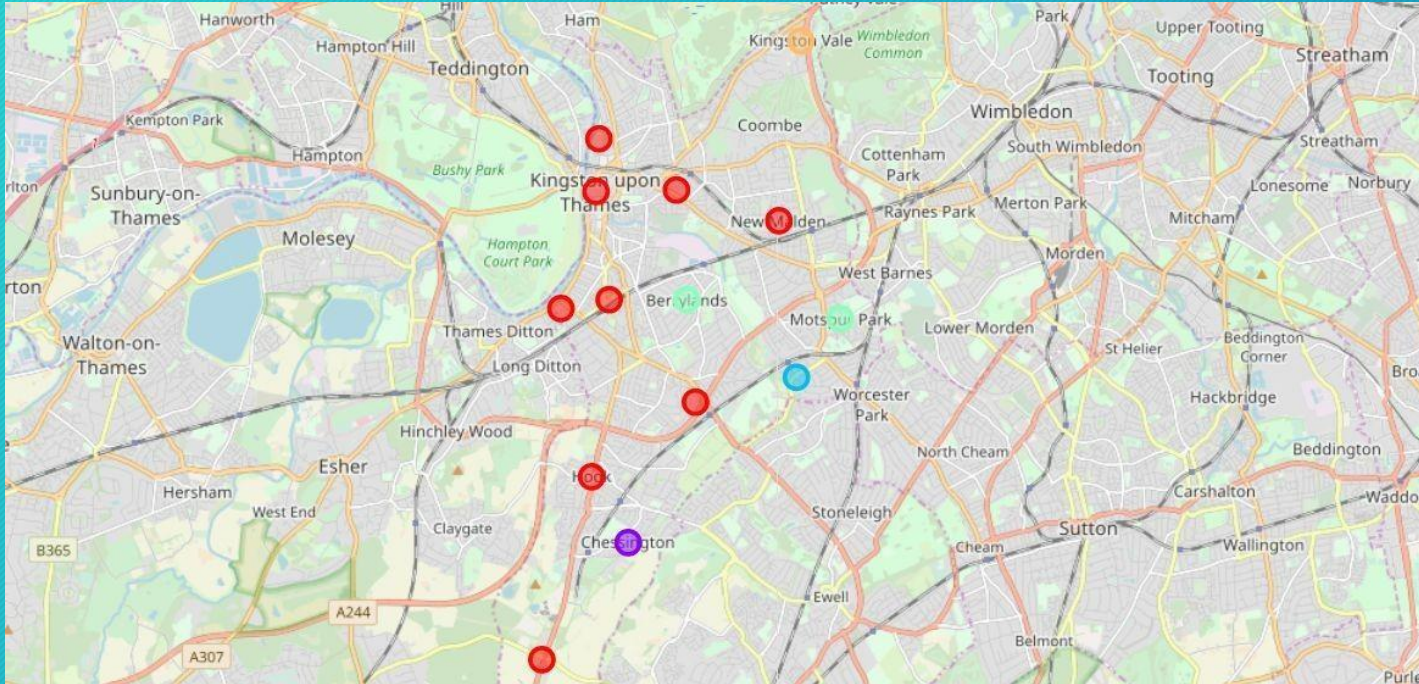 Hill
Hanworth
Ham
Hampton Hill
Kingston Vale
Wimbledon
Common
Park
Upper Tooting
Streatham
Teddington
Tooting
Kempton Park
Coombe
Wimbledon
Hampton
Bushy Park
Cottenham
Park
South Wimbledon
Streatham
Sunbury-on-
Thames
Kingston upon
Thames
Lonesome
Norbury
Molesey
New Malden
Raynes Park
Merton Park
Mitcham
Hampton
Court Park
West Barnes
Morden
Berrylands
Thames Ditton
Motspur Park
Lower Morden
Walton-on-
Thames
St Helier
Beddington
Corner
Long Ditton
Worcester
Park
Hackbridge
Hinchley Wood
Esher
Hook
North Cheam
Beddington
Hersham
Carshalton
West End
Stoneleigh
Claygate
Chessington
Sutton
Cheam
Wallington
B365
Ewell
A244
Belmont
A307